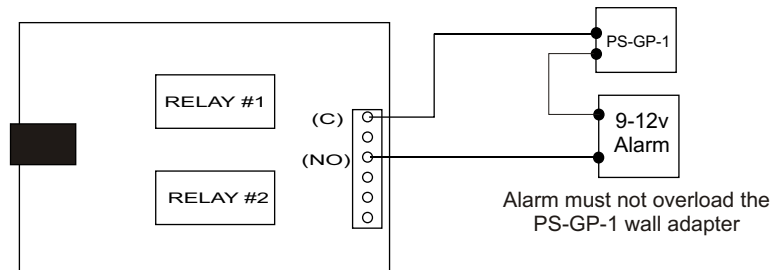 PS-GP-1
RELAY #1
(C)
9-12v
Alarm
(NO)
RELAY #2
Alarm must not overload the
PS-GP-1 wall adapter